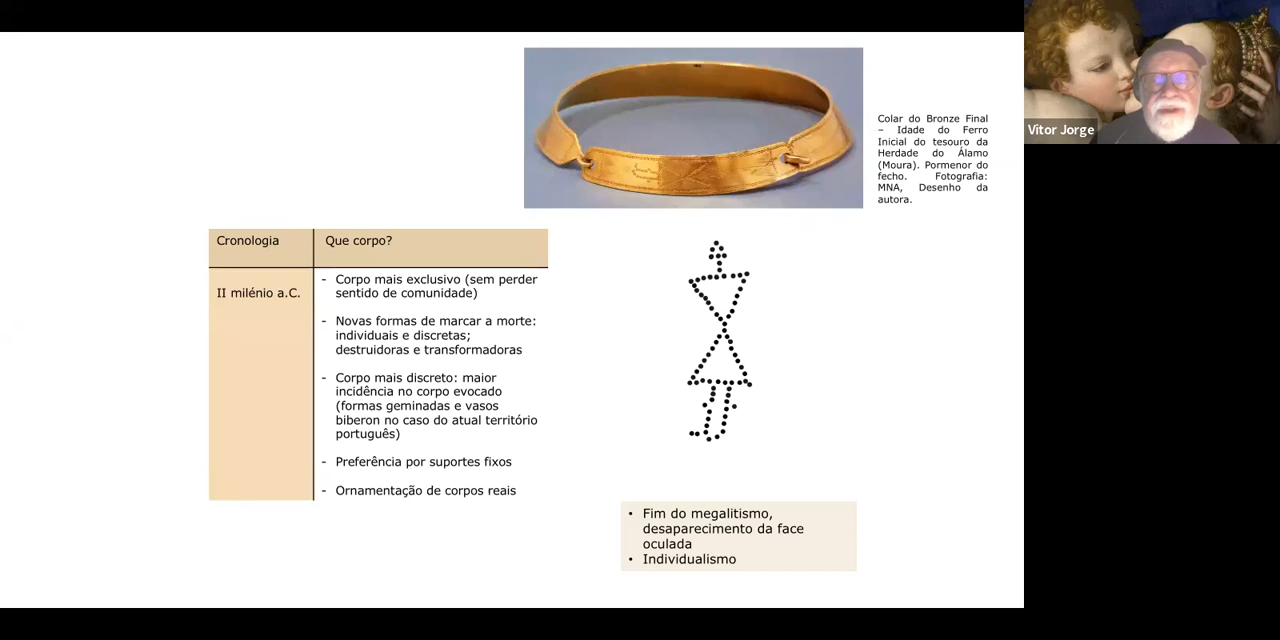 Colar do Bronze Final
– Idade do Ferro
Inicial do tesouro da
Herdade do Álamo
(Moura). Pormenor do
fecho. Fotografia:
MNA, Desenho da
autora.
Vitor Jorge
Cronologia
Que corpo?
II milénio a.C.
- Corpo mais exclusivo (sem perder
sentido de comunidade)
- Novas formas de marcar a morte:
individuais e discretas;
destruidoras e transformadoras
- Corpo mais discreto: maior
incidência no corpo evocado
(formas geminadas e vasos
biberon no caso do atual território
português)
- Preferência por suportes fixos
- Ornamentação de corpos reais
• Fim do megalitismo,
desaparecimento da face
oculada
• Individualismo